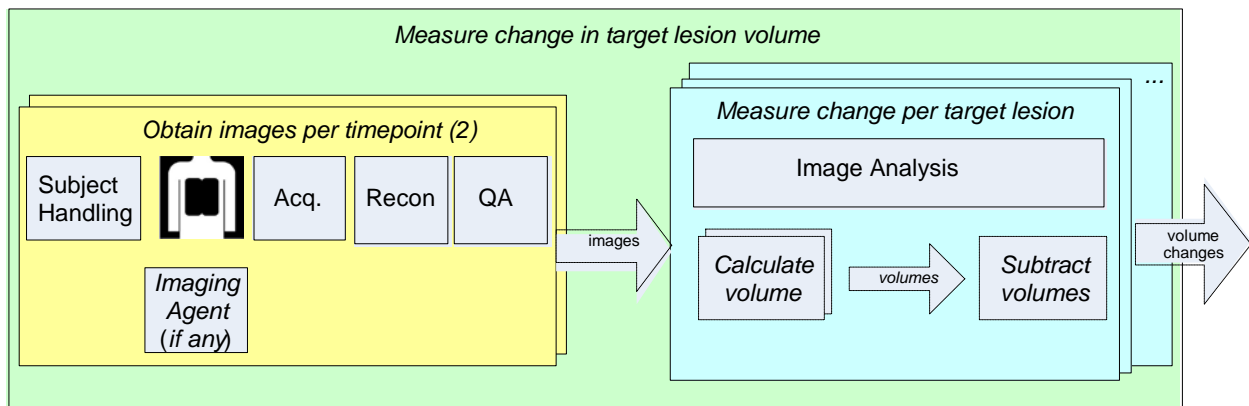 Measure change in target lesion volume
Obtain images per timepoint (2)
Subject
Handling
Acq.
Recon
QA
Imaging
Agent
(if any)
images
...
Measure change per target lesion
Image Analysis
Calculate
volume
volumes
Subtract
volumes
volume
changes